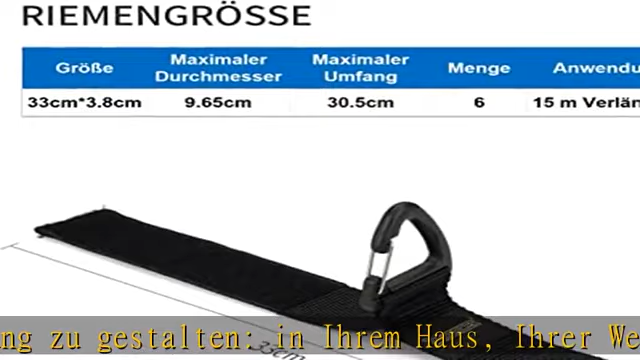 RIEMENGRÖSSE
Größe Maximaler Durchmesser Maximaler Umfang Menge
33cm*3.8cm 9.65cm 30.5cm 6 15 m
33cm
zu gestalten: in Ihrem Haus, Ihrer